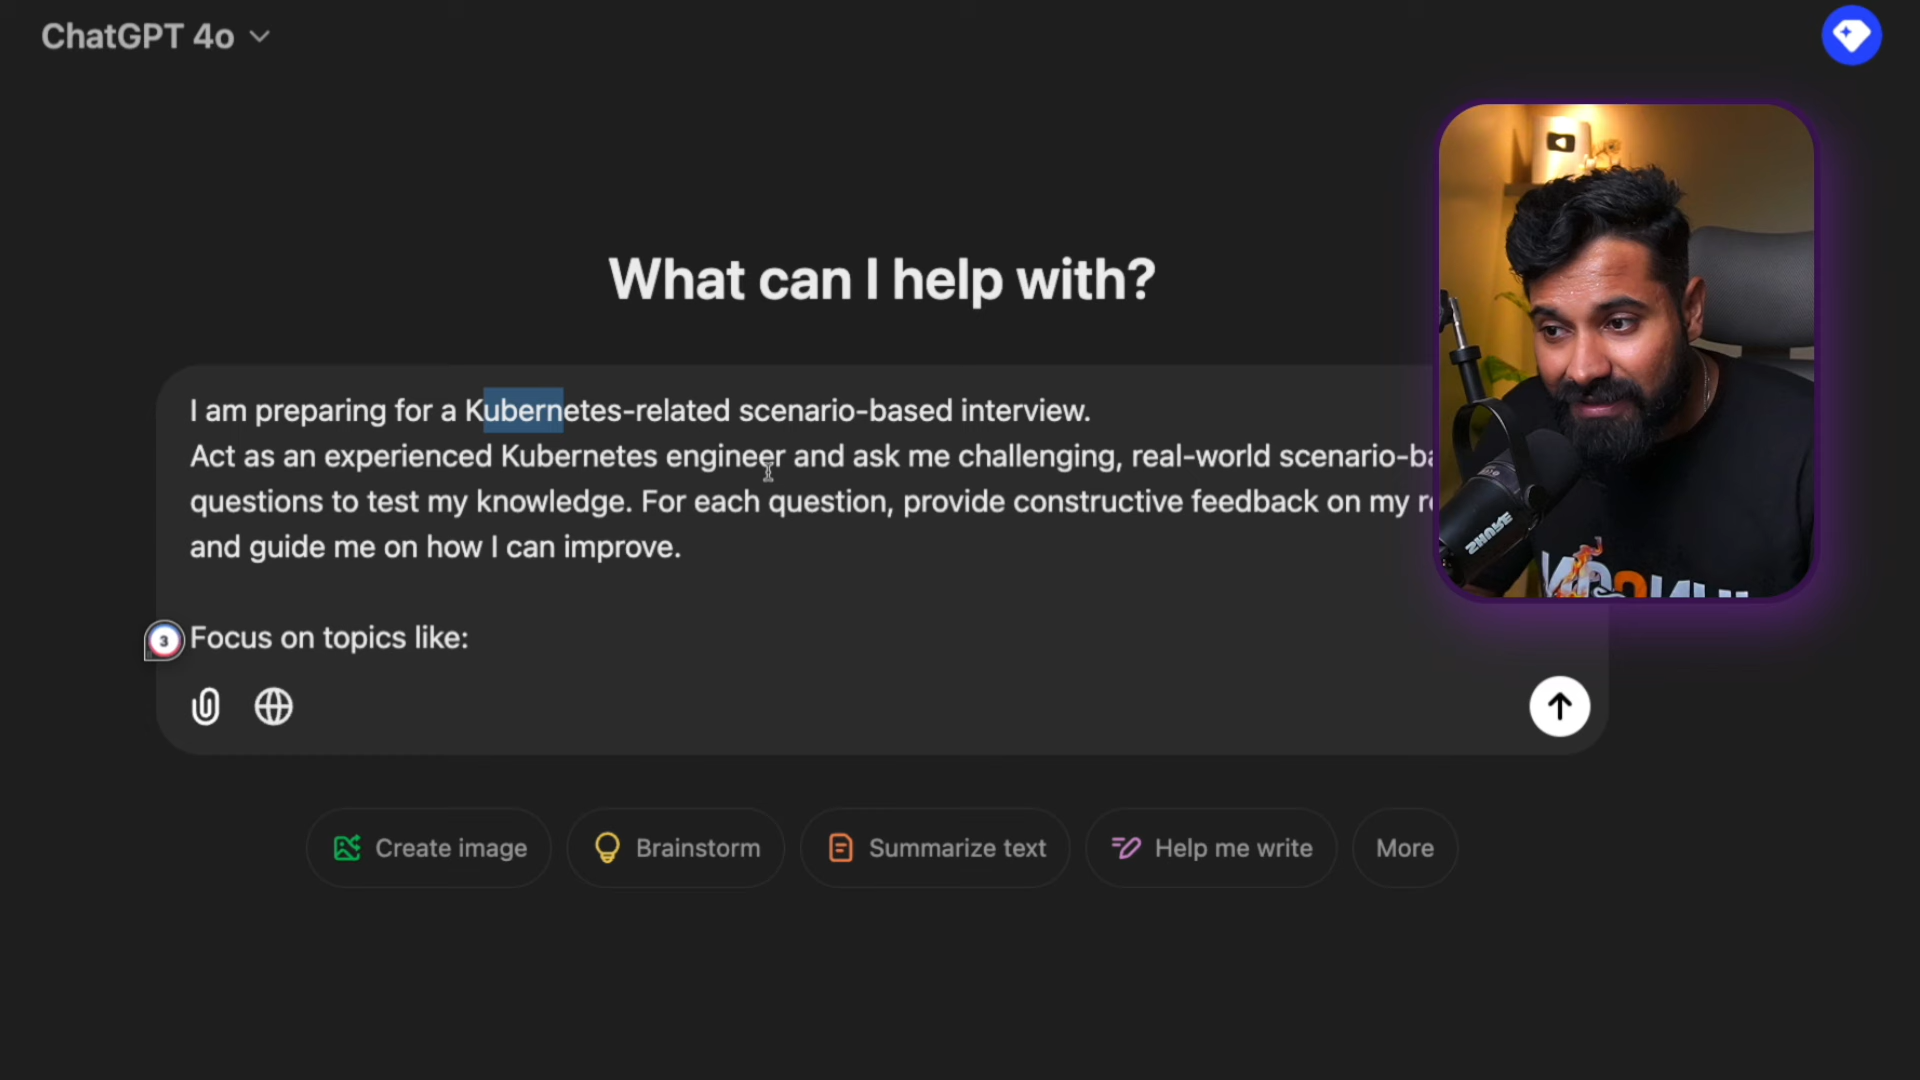 ChatGPT 4o
What can I help with?
I am preparing for a Kubernetes-related scenario-based interview.
Act as an experienced Kubernetes engineer and ask me challenging, real-world
questions to test my knowledge. For each question, provide constructive feedback on my
and guide me on how I can improve.
3
Focus on topics like:
Create image
Brainstorm
Summarize text
Help me write
More